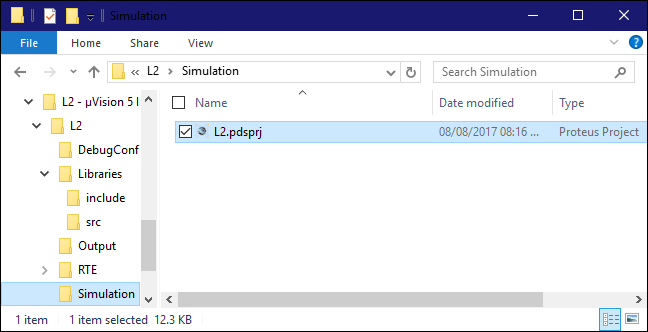 Simulation
File Home Share View
L2 Simulation Search Simulation
L2 - µVision 5 I
L2
DebugConf
Libraries
include
src
Output
RTE
Simulation
Name Date modified Type
L2.pdsprj 08/08/2017 08:16 ... Proteus Project
1 item 1 item selected 12.3 KB